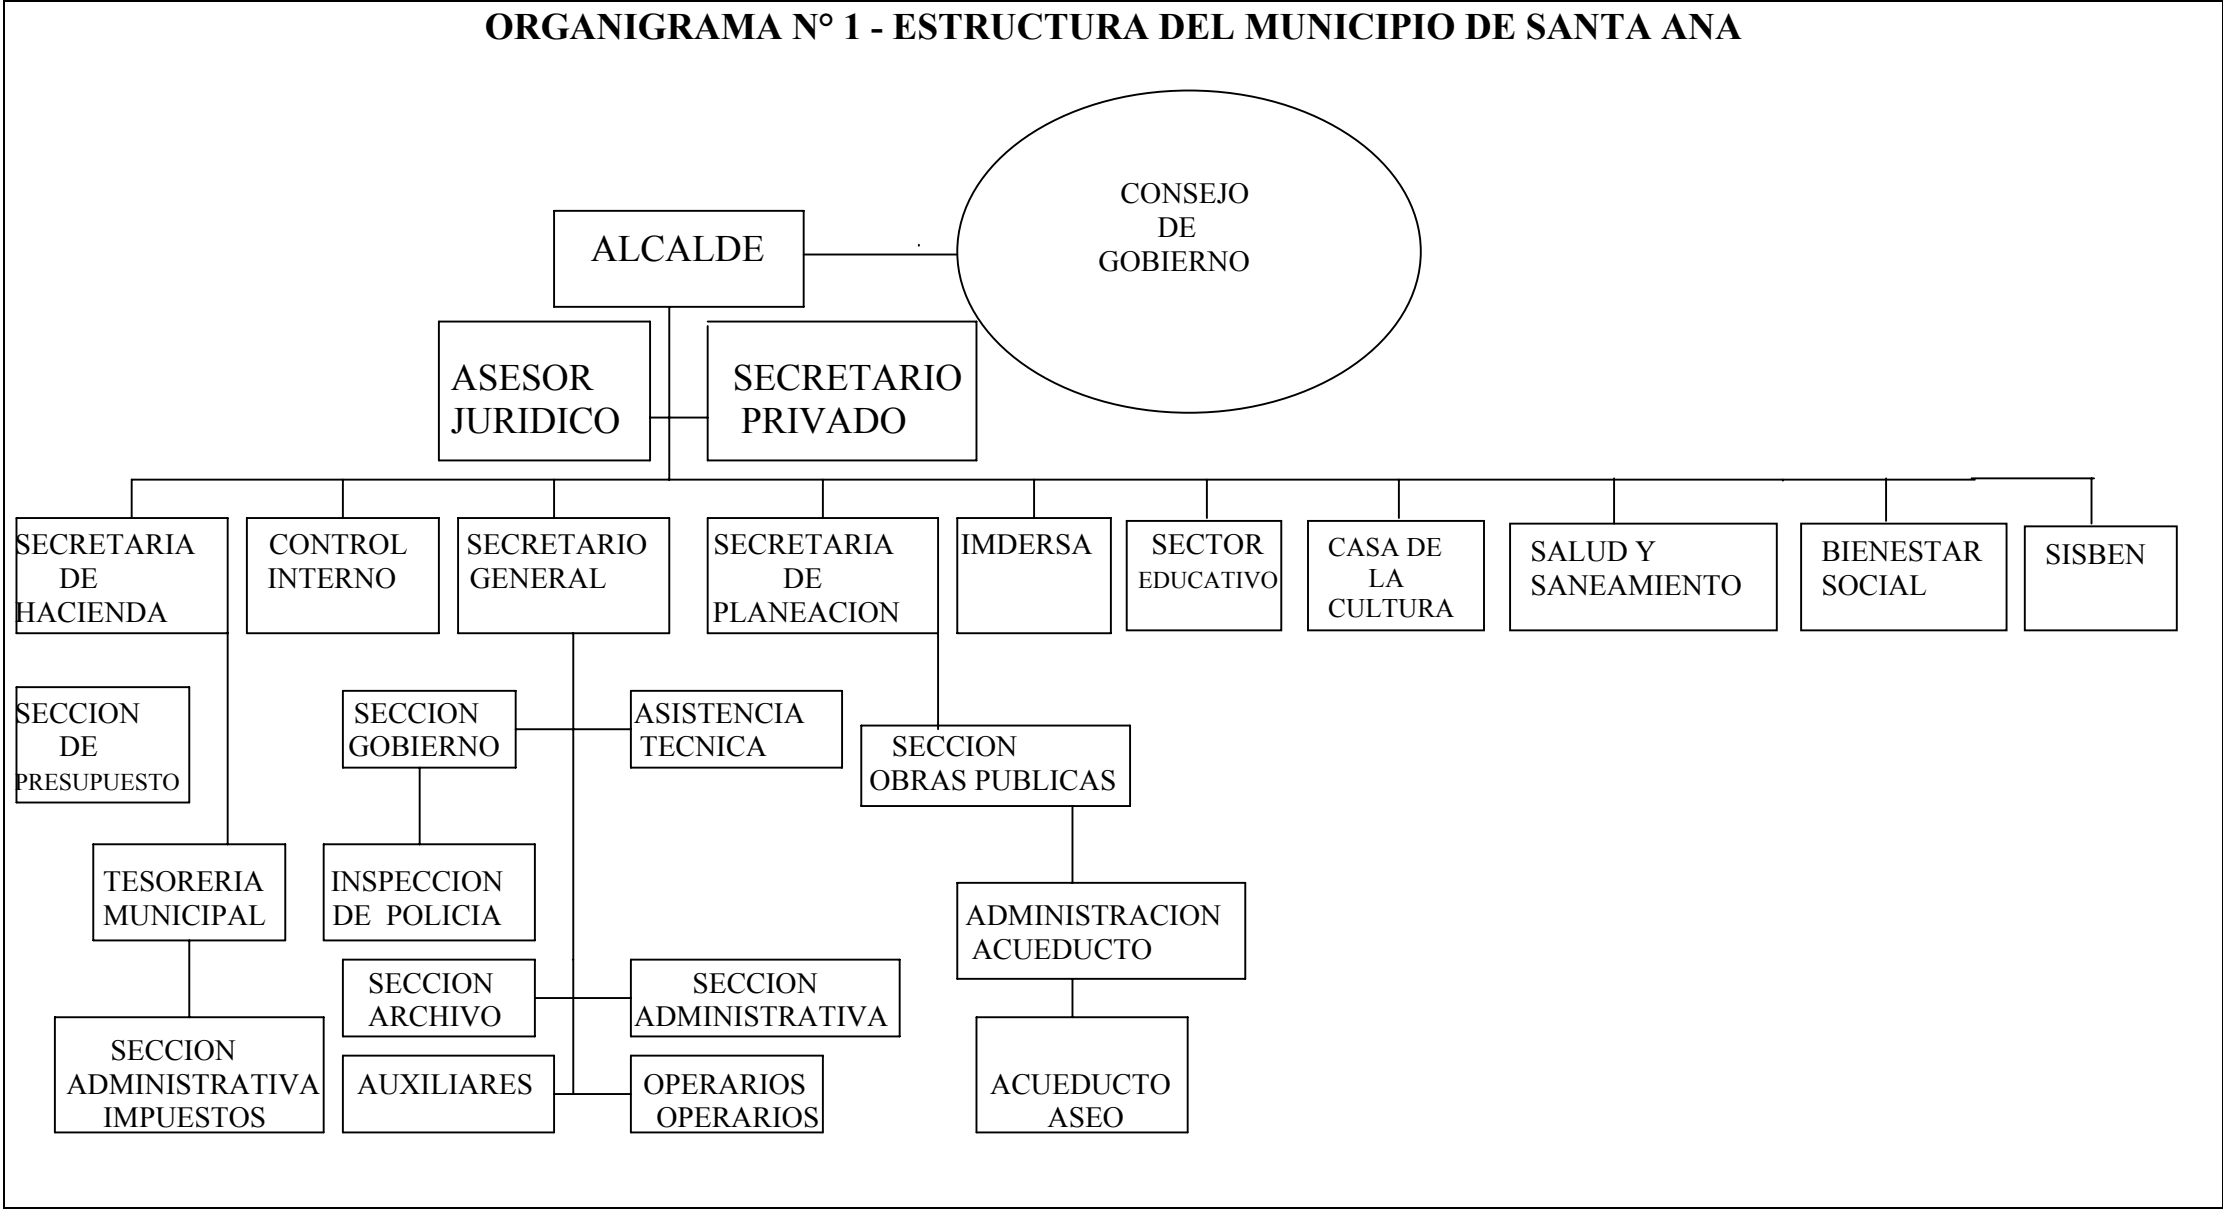 ORGANIGRAMA N° 1 - ESTRUCTURA DEL MUNICIPIO DE SANTA ANA
CONSEJO
DE
GOBIERNO
ALCALDE
ASESOR
JURIDICO
SECRETARIO
PRIVADO
SECRETARIA
DE
HACIENDA
CONTROL
INTERNO
SECRETARIO
GENERAL
SECRETARIA
DE
PLANEACION
IMDERSA
SECTOR
EDUCATIVO
CASA DE
LA
CULTURA
SALUD Y
SANEAMIENTO
BIENESTAR
SOCIAL
SISBEN
SECCION
DE
PRESUPUESTO
SECCION
GOBIERNO
ASISTENCIA
TECNICA
SECCION
OBRAS PUBLICAS
TESORERIA
MUNICIPAL
INSPECCION
DE POLICIA
ADMINISTRACION
ACUEDUCTO
SECCION
ARCHIVO
SECCION
ADMINISTRATIVA
SECCION
ADMINISTRATIVA
IMPUESTOS
AUXILIARES
OPERARIOS
OPERARIOS
ACUEDUCTO
ASEO